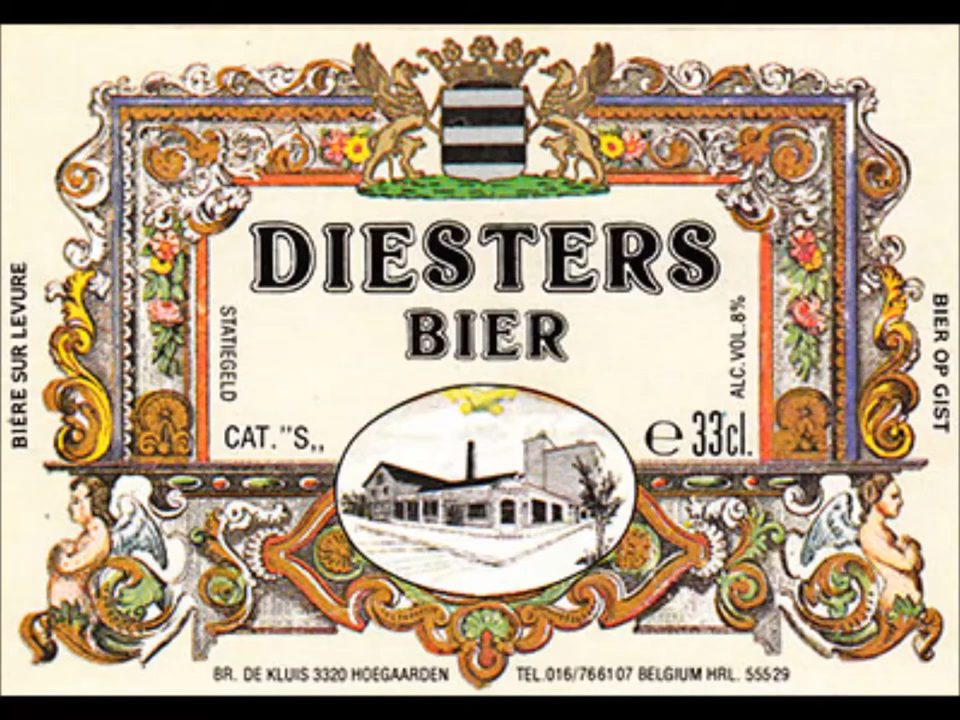 DIESTERS
BIER
BIÈRE SUR LEVURE
STATIEGELD
ALC. VOL. 8%
BIER OP GIST
CAT. "S„
e 33cl.
BR. DE KLUIS 3320 HOEGAARDEN
TEL. 016/766107 BELGIUM HRL. 55529